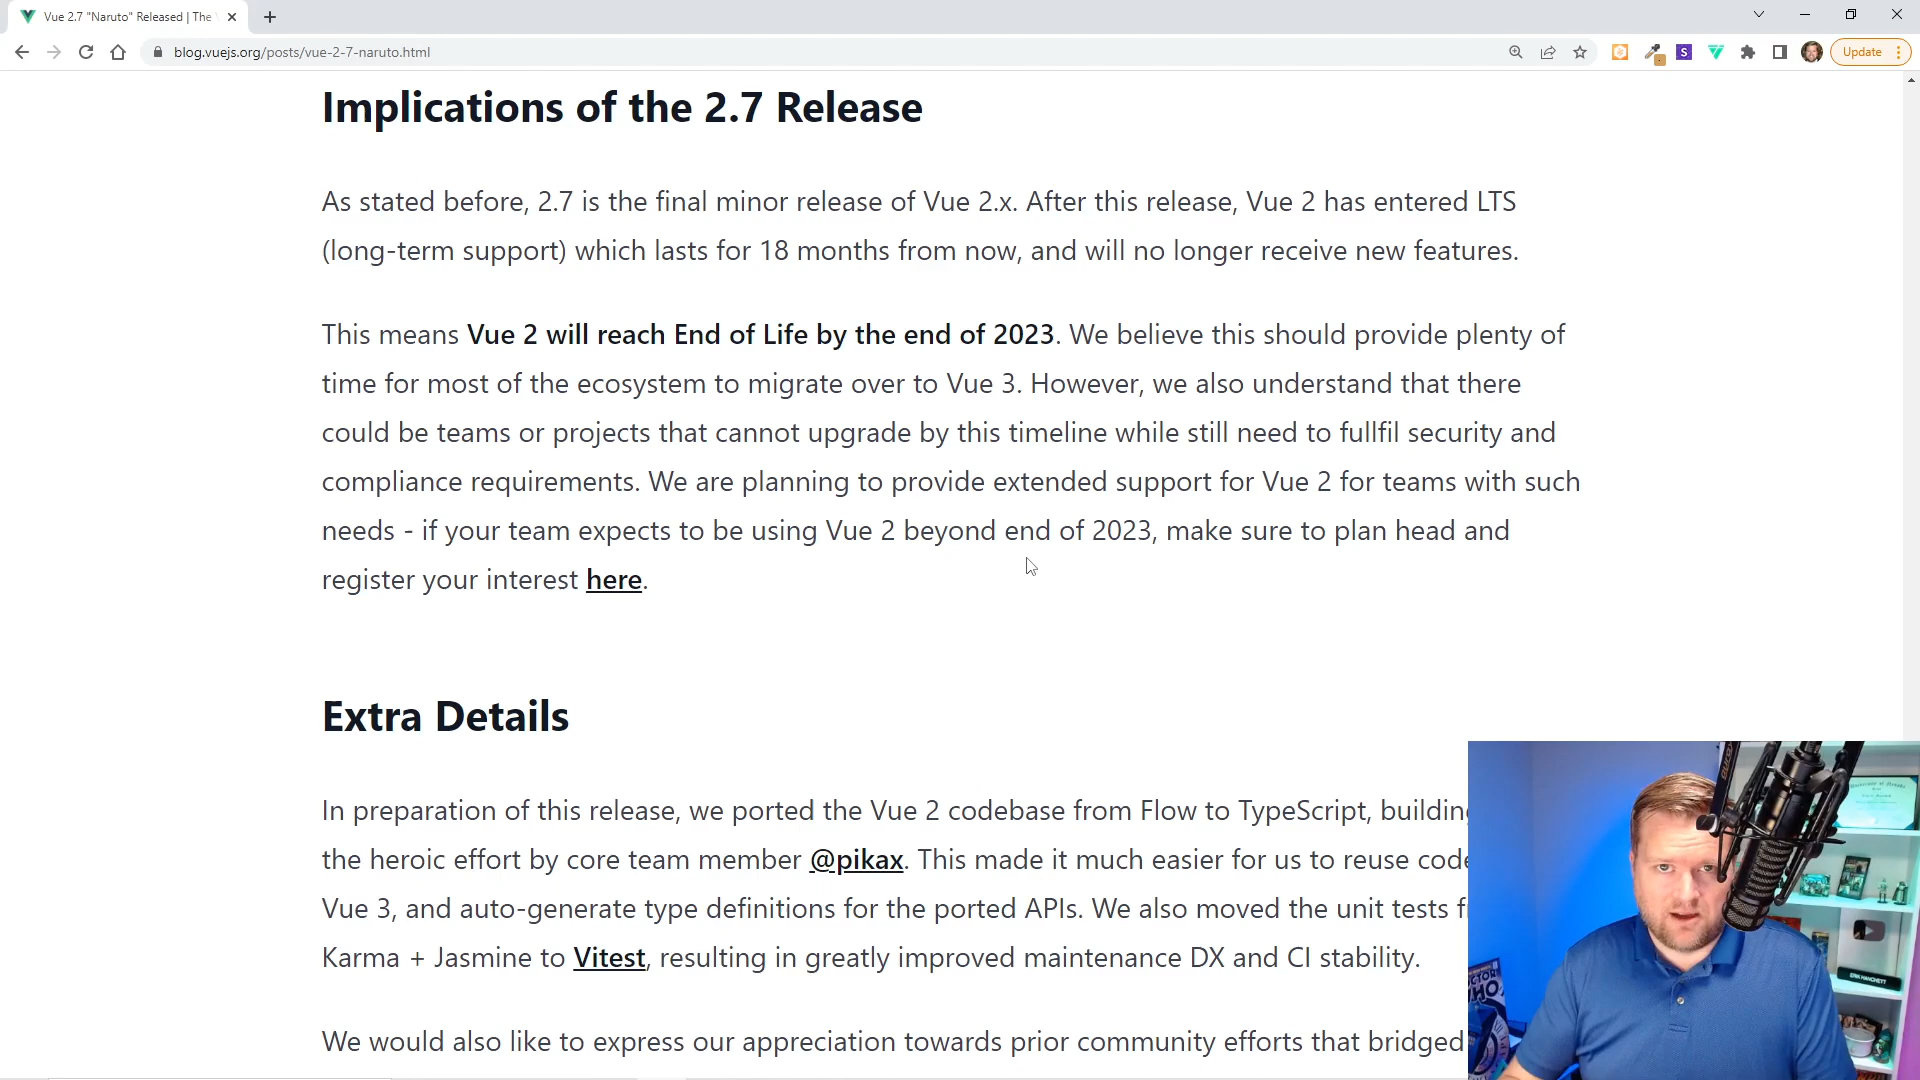 Vue 2.7 "Naruto" Released | The
blog.vuejs.org/posts/vue-2-7-naruto.html
S
Update
Implications of the 2.7 Release
As stated before, 2.7 is the final minor release of Vue 2.x. After this release, Vue 2 has entered LTS
(long-term support) which lasts for 18 months from now, and will no longer receive new features.
This means Vue 2 will reach End of Life by the end of 2023. We believe this should provide plenty of
time for most of the ecosystem to migrate over to Vue 3. However, we also understand that there
could be teams or projects that cannot upgrade by this timeline while still need to fullfil security and
compliance requirements. We are planning to provide extended support for Vue 2 for teams with such
needs - if your team expects to be using Vue 2 beyond end of 2023, make sure to plan head and
register your interest here.
Extra Details
In preparation of this release, we ported the Vue 2 codebase from Flow to TypeScript, building
the heroic effort by core team member @pikax. This made it much easier for us to reuse code
Vue 3, and auto-generate type definitions for the ported APIs. We also moved the unit tests
Karma + Jasmine to Vitest, resulting in greatly improved maintenance DX and CI stability.
We would also like to express our appreciation towards prior community efforts that bridged
ERIK HANCHETT
WHO